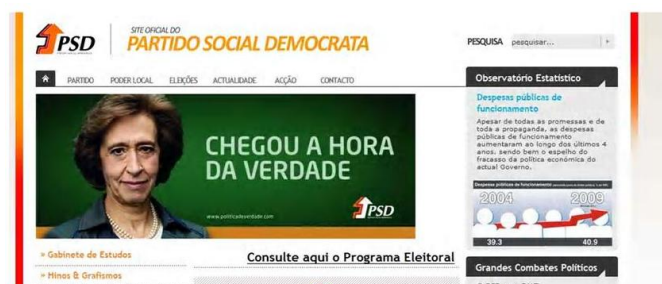 PSD
SITE OFICIAL DO
PARTIDO SOCIAL DEMOCRATA
PESQUISA pesquisar...
PARTIDO PODER LOCAL ELEIÇÕES ACTUALIDADE ACÇÃO CONTACTO
CHEGOU A HORA
DA VERDADE
www.politicadeverdade.com
PSD
» Gabinete de Estudos
» Hinos & Grafismos
Consulte aqui o Programa Eleitoral
Observatório Estatístico
Despesas públicas de
funcionamento
Apesar de todas as promessas e de
toda a propaganda, as despesas
públicas de funcionamento
aumentaram ao longo dos últimos 4
anos, sendo bem o espelho do
fracasso da política económica do
actual Governo.
Despesas públicas de funcionamento
2004 2009
39.3 40.9
Grandes Combates Políticos